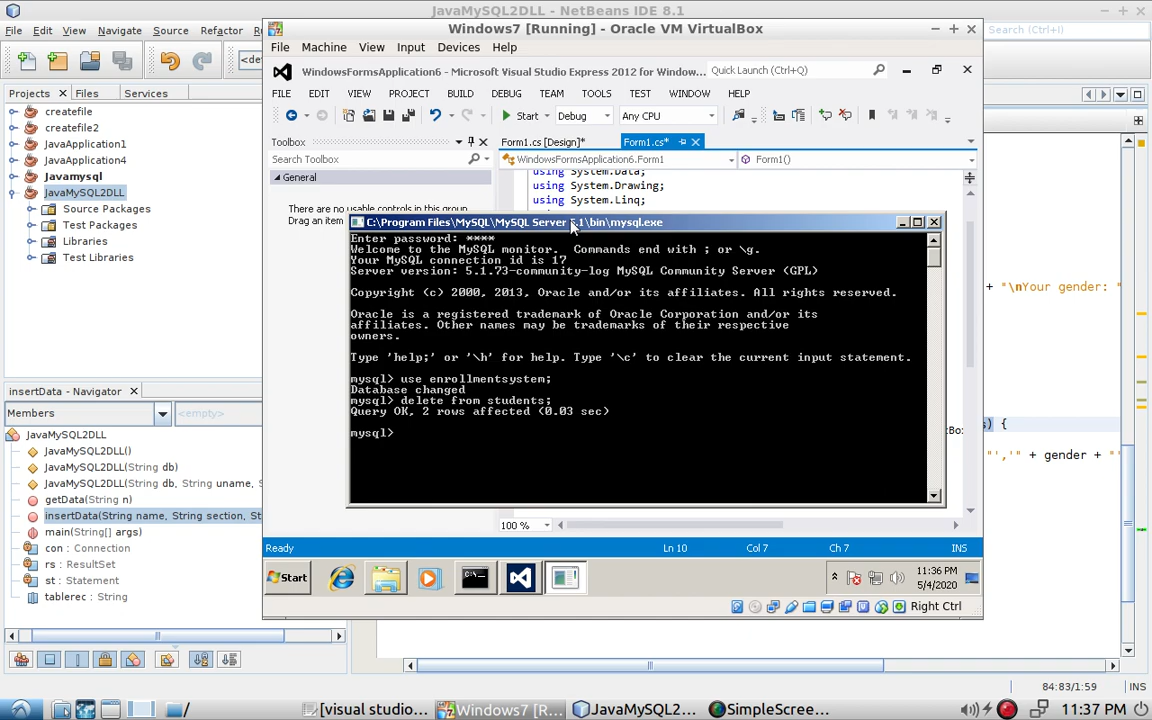 JavaMySQL2DLL - NetBeans IDE 8.1
File Edit View Navigate Source Refactor
Search (Ctrl+I)
Windows7 [Running] - Oracle VM VirtualBox
File Machine View Input Devices Help
WindowsFormsApplication6 - Microsoft Visual Studio Express 2012 for Window...
Quick Launch (Ctrl+Q)
FILE EDIT VIEW PROJECT BUILD DEBUG TEAM TOOLS TEST WINDOW HELP
Start Debug Any CPU
<de
Projects Files Services
createfile
createfile2
JavaApplication1
JavaApplication4
Javamysql
JavaMySQL2DLL
Source Packages
Test Packages
Libraries
Test Libraries
Toolbox
Search Toolbox
General
There are no usable controls in this group.
Drag an item
Form1.cs [Design]*
Form1.cs*
WindowsFormsApplication6.Form1
Form1()
using System.Data;
using System.Drawing;
using System.Linq;
C:\Program Files\MySQL\MySQL Server 5.1\bin\mysql.exe
Enter password: ****
Welcome to the MySQL monitor.  Commands end with ; or \g.
Your MySQL connection id is 17
Server version: 5.1.73-community-log MySQL Community Server (GPL)
Copyright (c) 2000, 2013, Oracle and/or its affiliates. All rights reserved.
Oracle is a registered trademark of Oracle Corporation and/or its
affiliates. Other names may be trademarks of their respective
owners.
Type 'help;' or '\h' for help. Type '\c' to clear the current input statement.
mysql> use enrollmentsystem;
Database changed
mysql> delete from students;
Query OK, 2 rows affected (0.03 sec)
mysql>
+ "\nYour gender: "
) {
"','" + gender + "'
100 %
Ready Ln 10 Col 7 Ch 7 INS
Start
11:36 PM
5/4/2020
Right Ctrl
insertData - Navigator
Members
<empty>
JavaMySQL2DLL
JavaMySQL2DLL()
JavaMySQL2DLL(String db)
JavaMySQL2DLL(String db, String uname,
getData(String n)
insertData(String name, String section, St
main(String[] args)
con : Connection
rs : ResultSet
st : Statement
tablerec : String
84:83/1:59 INS
[visual studio...
Windows7 [R...
JavaMySQL2...
SimpleScree...
11:37 PM